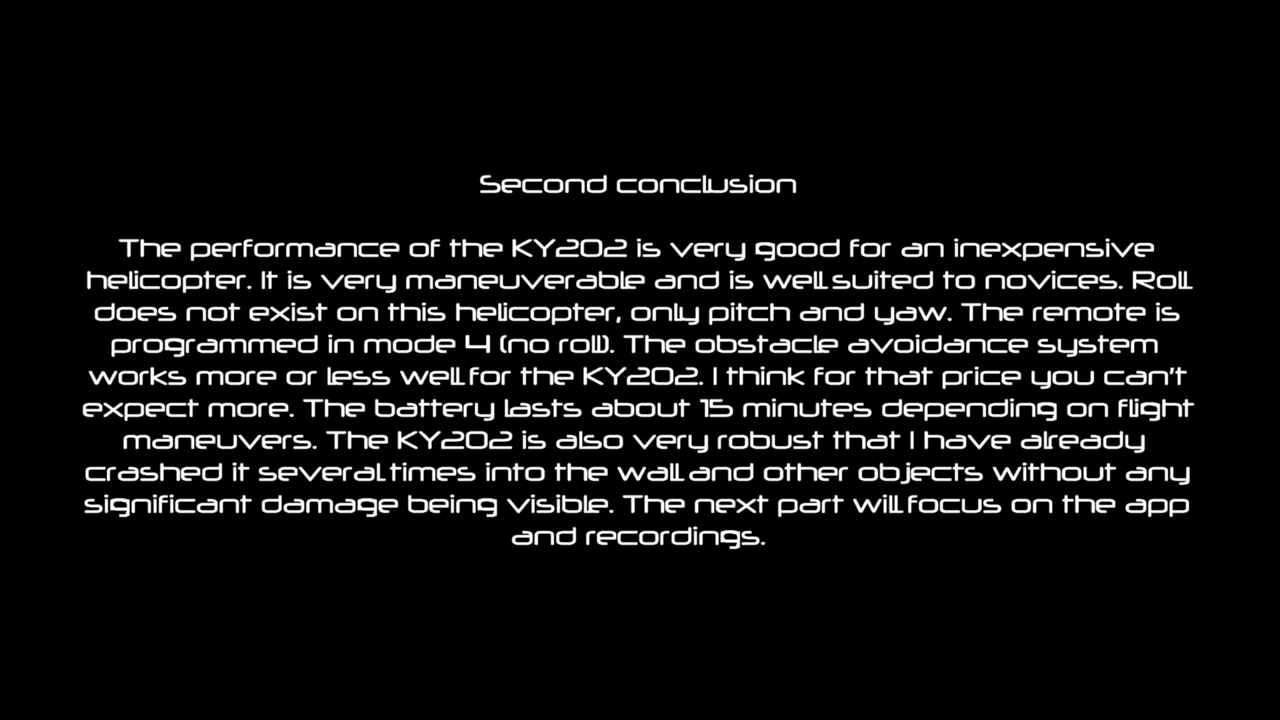 Second conclusion
The performance of the KY202 is very good for an inexpensive
helicopter. It is very maneuverable and is well suited to novices. Roll
does not exist on this helicopter, only pitch and yaw. The remote is
programmed in mode 4 (no roll). The obstacle avoidance system
works more or less well for the KY202. I think for that price you can't
expect more. The battery lasts about 15 minutes depending on flight
maneuvers. The KY202 is also very robust that I have already
crashed it several times into the wall and other objects without any
significant damage being visible. The next part will focus on the app
and recordings.